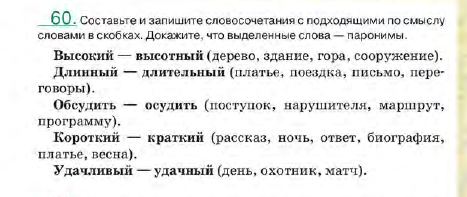 60. Составьте и запишите словосочетания с подходящими по смыслу
словами в скобках. Докажите, что выделенные слова — паронимы.
Высокий — высотный (дерево, здание, гора, сооружение).
Длинный — длительный (платье, поездка, письмо, пере-
говоры).
Обсудить — осудить (поступок, нарушителя, маршрут,
программу).
Короткий — краткий (рассказ, ночь, ответ, биография,
платье, весна).
Удачливый — удачный (день, охотник, матч).